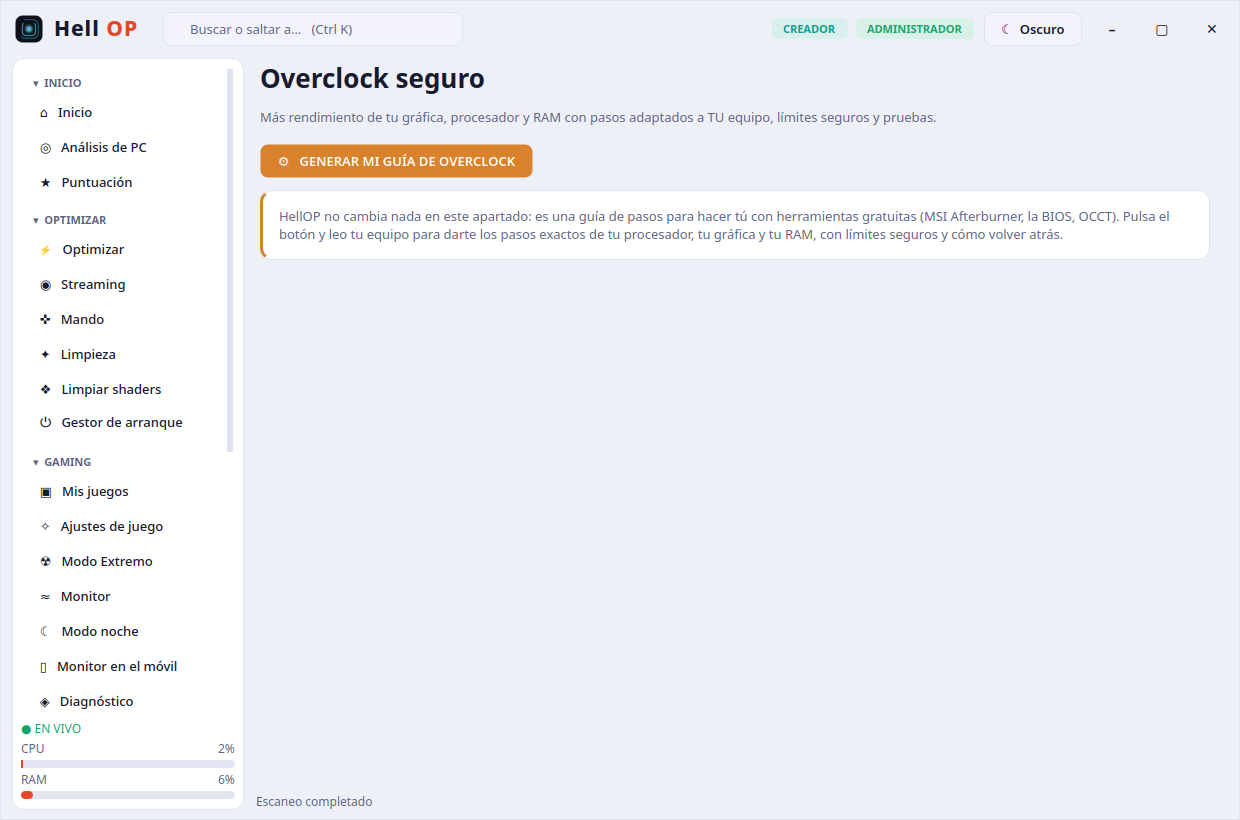 Hell OP
Buscar o saltar a... (Ctrl K)
CREADOR
ADMINISTRADOR
☾ Oscuro
– ▢ ✕
▾ INICIO
⌂ Inicio
◎ Análisis de PC
★ Puntuación
▾ OPTIMIZAR
⚡ Optimizar
◉ Streaming
✜ Mando
✦ Limpieza
❖ Limpiar shaders
⏻ Gestor de arranque
▾ GAMING
▣ Mis juegos
✧ Ajustes de juego
☢ Modo Extremo
≈ Monitor
☾ Modo noche
▯ Monitor en el móvil
◈ Diagnóstico
● EN VIVO
CPU 2%
RAM 6%
Overclock seguro
Más rendimiento de tu gráfica, procesador y RAM con pasos adaptados a TU equipo, límites seguros y pruebas.
⚙ GENERAR MI GUÍA DE OVERCLOCK
HellOP no cambia nada en este apartado: es una guía de pasos para hacer tú con herramientas gratuitas (MSI Afterburner, la BIOS, OCCT). Pulsa el
botón y leo tu equipo para darte los pasos exactos de tu procesador, tu gráfica y tu RAM, con límites seguros y cómo volver atrás.
Escaneo completado